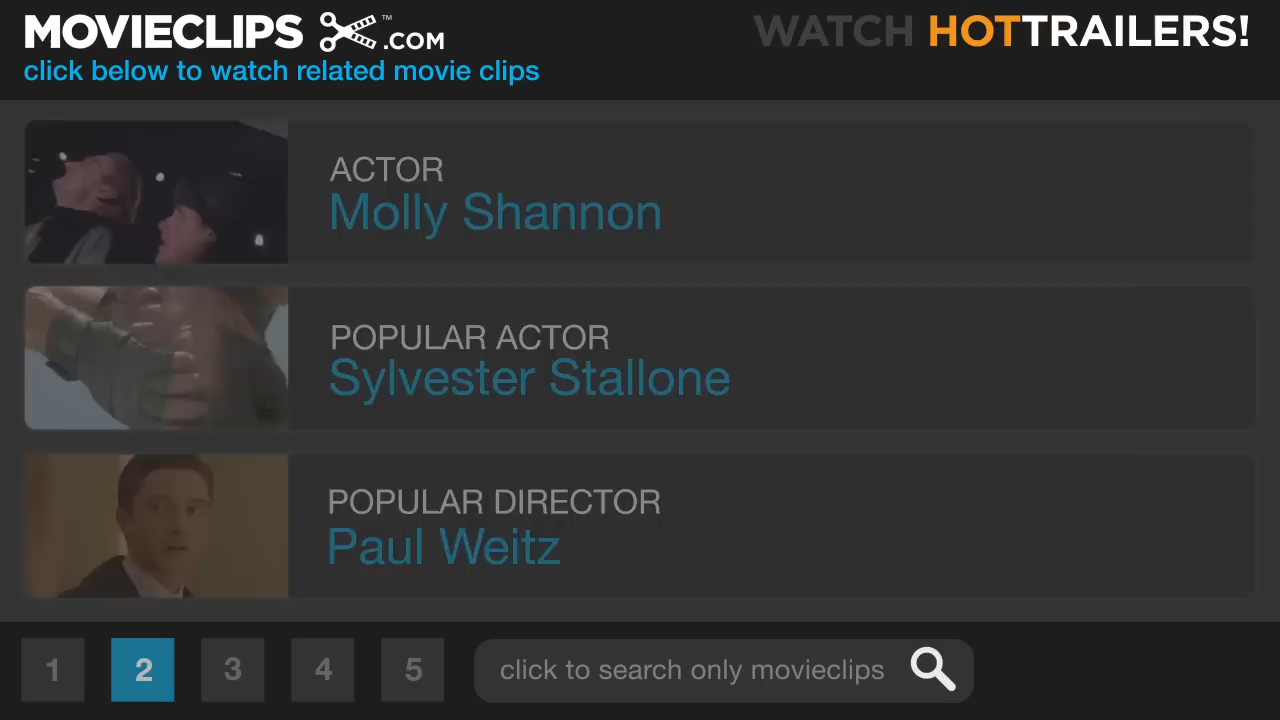 MOVIECLIPS ™ .COM
WATCH HOTTRAILERS!
click below to watch related movie clips
ACTOR
Molly Shannon
POPULAR ACTOR
Sylvester Stallone
POPULAR DIRECTOR
Paul Weitz
1 2 3 4 5 click to search only movieclips